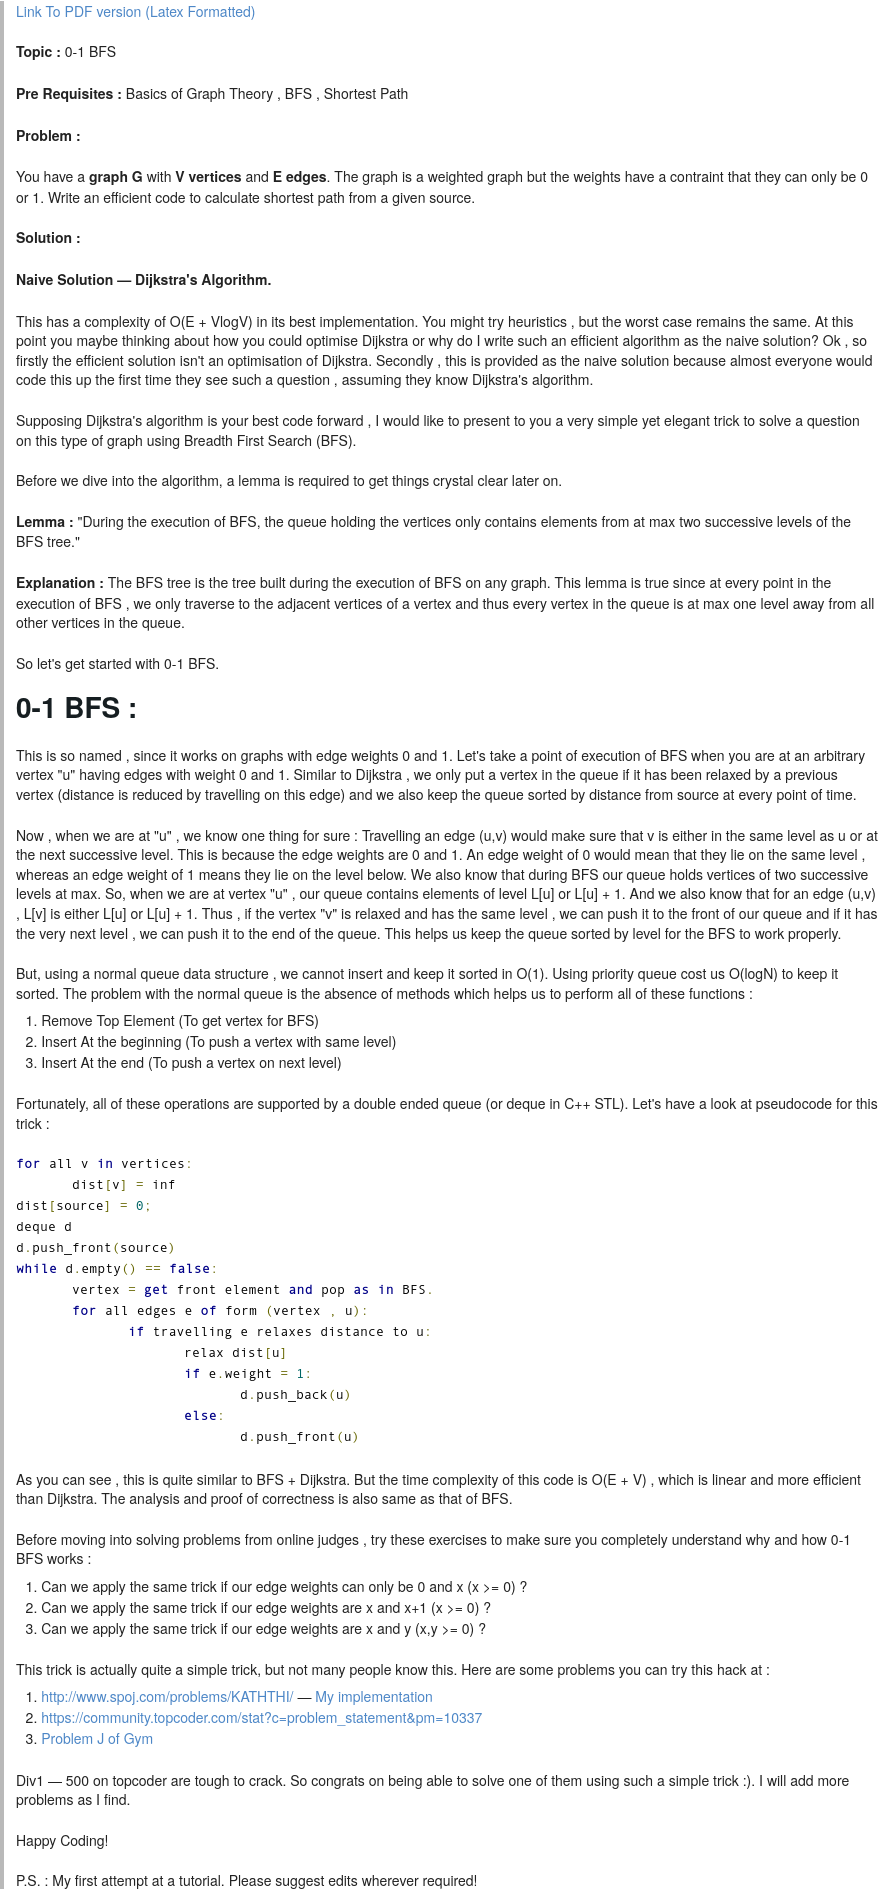 Link To PDF version (Latex Formatted)
Topic : 0-1 BFS
Pre Requisites : Basics of Graph Theory , BFS , Shortest Path
Problem :
You have a graph G with V vertices and E edges. The graph is a weighted graph but the weights have a contraint that they can only be 0
or 1. Write an efficient code to calculate shortest path from a given source.
Solution :
Naive Solution — Dijkstra's Algorithm.
This has a complexity of O(E + VlogV) in its best implementation. You might try heuristics , but the worst case remains the same. At this
point you maybe thinking about how you could optimise Dijkstra or why do I write such an efficient algorithm as the naive solution? Ok , so
firstly the efficient solution isn't an optimisation of Dijkstra. Secondly , this is provided as the naive solution because almost everyone would
code this up the first time they see such a question , assuming they know Dijkstra's algorithm.
Supposing Dijkstra's algorithm is your best code forward , I would like to present to you a very simple yet elegant trick to solve a question
on this type of graph using Breadth First Search (BFS).
Before we dive into the algorithm, a lemma is required to get things crystal clear later on.
Lemma : "During the execution of BFS, the queue holding the vertices only contains elements from at max two successive levels of the
BFS tree."
Explanation : The BFS tree is the tree built during the execution of BFS on any graph. This lemma is true since at every point in the
execution of BFS , we only traverse to the adjacent vertices of a vertex and thus every vertex in the queue is at max one level away from all
other vertices in the queue.
So let's get started with 0-1 BFS.
0-1 BFS :
This is so named , since it works on graphs with edge weights 0 and 1. Let's take a point of execution of BFS when you are at an arbitrary
vertex "u" having edges with weight 0 and 1. Similar to Dijkstra , we only put a vertex in the queue if it has been relaxed by a previous
vertex (distance is reduced by travelling on this edge) and we also keep the queue sorted by distance from source at every point of time.
Now , when we are at "u" , we know one thing for sure : Travelling an edge (u,v) would make sure that v is either in the same level as u or at
the next successive level. This is because the edge weights are 0 and 1. An edge weight of 0 would mean that they lie on the same level ,
whereas an edge weight of 1 means they lie on the level below. We also know that during BFS our queue holds vertices of two successive
levels at max. So, when we are at vertex "u" , our queue contains elements of level L[u] or L[u] + 1. And we also know that for an edge (u,v)
, L[v] is either L[u] or L[u] + 1. Thus , if the vertex "v" is relaxed and has the same level , we can push it to the front of our queue and if it has
the very next level , we can push it to the end of the queue. This helps us keep the queue sorted by level for the BFS to work properly.
But, using a normal queue data structure , we cannot insert and keep it sorted in O(1). Using priority queue cost us O(logN) to keep it
sorted. The problem with the normal queue is the absence of methods which helps us to perform all of these functions :
1. Remove Top Element (To get vertex for BFS)
2. Insert At the beginning (To push a vertex with same level)
3. Insert At the end (To push a vertex on next level)
Fortunately, all of these operations are supported by a double ended queue (or deque in C++ STL). Let's have a look at pseudocode for this
trick :
for all v in vertices:
dist[v] = inf
dist[source] = 0;
deque d
d.push_front(source)
while d.empty() == false:
vertex = get front element and pop as in BFS.
for all edges e of form (vertex , u):
if travelling e relaxes distance to u:
relax dist[u]
if e.weight = 1:
d.push_back(u)
else:
d.push_front(u)
As you can see , this is quite similar to BFS + Dijkstra. But the time complexity of this code is O(E + V) , which is linear and more efficient
than Dijkstra. The analysis and proof of correctness is also same as that of BFS.
Before moving into solving problems from online judges , try these exercises to make sure you completely understand why and how 0-1
BFS works :
1. Can we apply the same trick if our edge weights can only be 0 and x (x >= 0) ?
2. Can we apply the same trick if our edge weights are x and x+1 (x >= 0) ?
3. Can we apply the same trick if our edge weights are x and y (x,y >= 0) ?
This trick is actually quite a simple trick, but not many people know this. Here are some problems you can try this hack at :
1. http://www.spoj.com/problems/KATHTHI/ — My implementation
2. https://community.topcoder.com/stat?c=problem_statement&pm=10337
3. Problem J of Gym
Div1 — 500 on topcoder are tough to crack. So congrats on being able to solve one of them using such a simple trick :). I will add more
problems as I find.
Happy Coding!
P.S. : My first attempt at a tutorial. Please suggest edits wherever required!